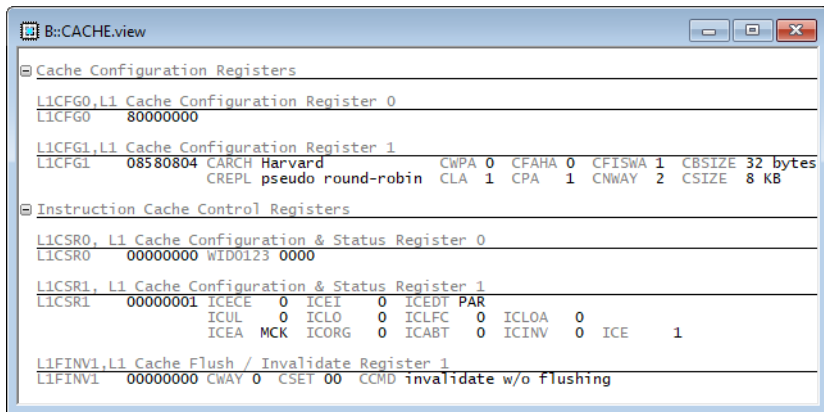 B::CACHE.view
Cache Configuration Registers
L1CFG0,L1 Cache Configuration Register 0
L1CFG0 80000000
L1CFG1,L1 Cache Configuration Register 1
L1CFG1 08580804 CARCH Harvard CWPA 0 CFAHA 0 CFISWA 1 CBSIZE 32 bytes
CREPL pseudo round-robin CLA 1 CPA 1 CNWAY 2 CSIZE 8 KB
Instruction Cache Control Registers
L1CSR0, L1 Cache Configuration & Status Register 0
L1CSR0 00000000 WID0123 0000
L1CSR1, L1 Cache Configuration & Status Register 1
L1CSR1 00000001 ICECE 0 ICEI 0 ICEDT PAR
ICUL 0 ICLO 0 ICLFC 0 ICLOA 0
ICEA MCK ICORG 0 ICABT 0 ICINV 0 ICE 1
L1FINV1,L1 Cache Flush / Invalidate Register 1
L1FINV1 00000000 CWAY 0 CSET 00 CCMD invalidate w/o flushing